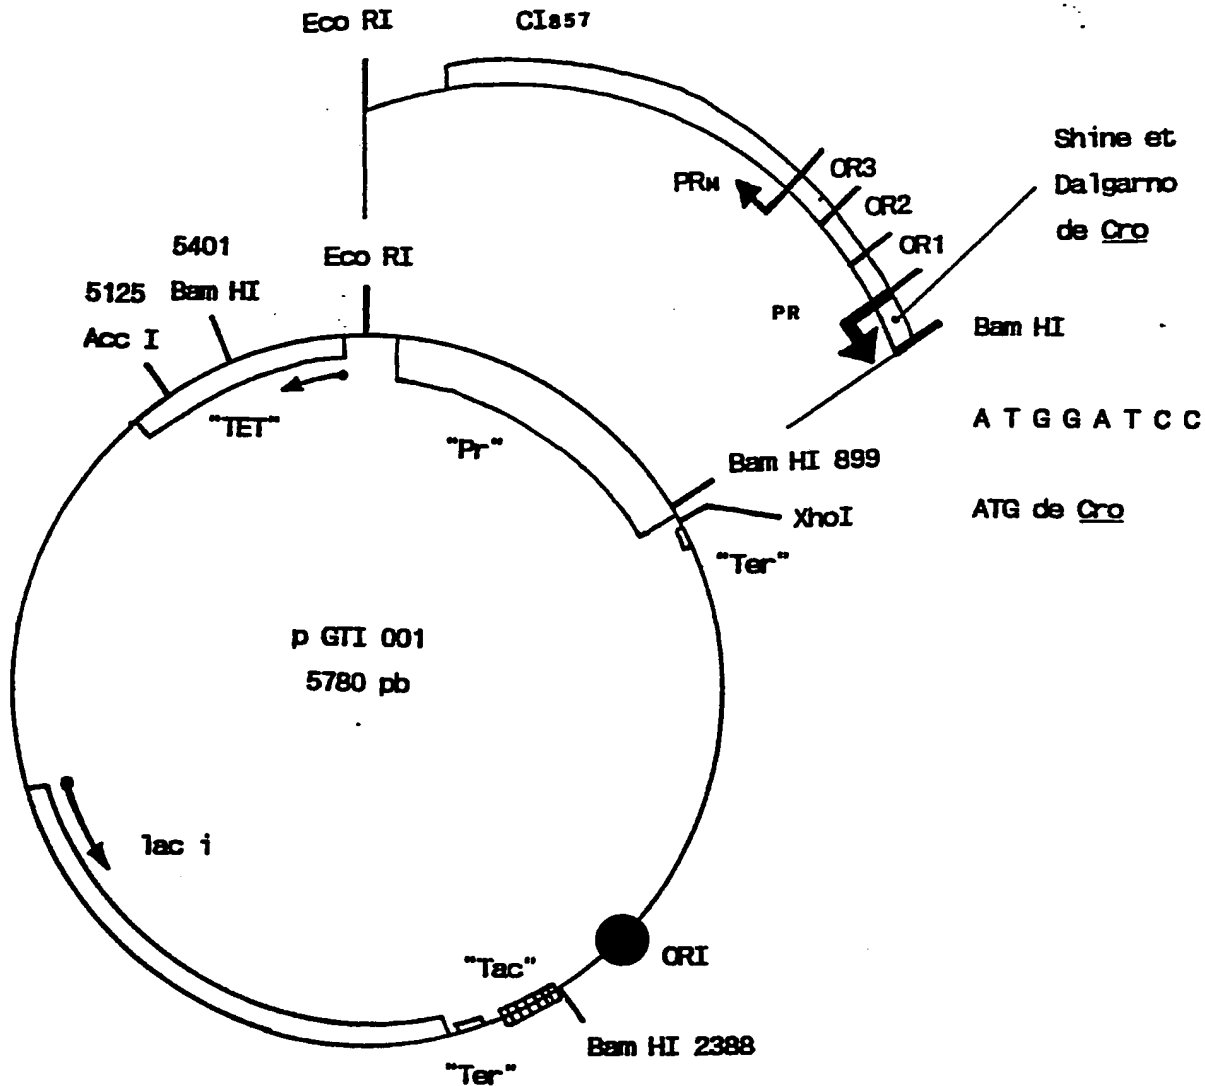 Eco RI
CI857
Shine et
Dalgarno
de Cro
OR3
PRM
OR2
OR1
5401
Eco RI
5125 Bam HI
Acc I
PR
Bam HI
"TET"
"Pr"
A T G G A T C C
Bam HI 899
XhoI
ATG de Cro
"Ter"
p GTI 001
5780 pb
lac i
"Tac"
ORI
Bam HI 2388
"Ter"